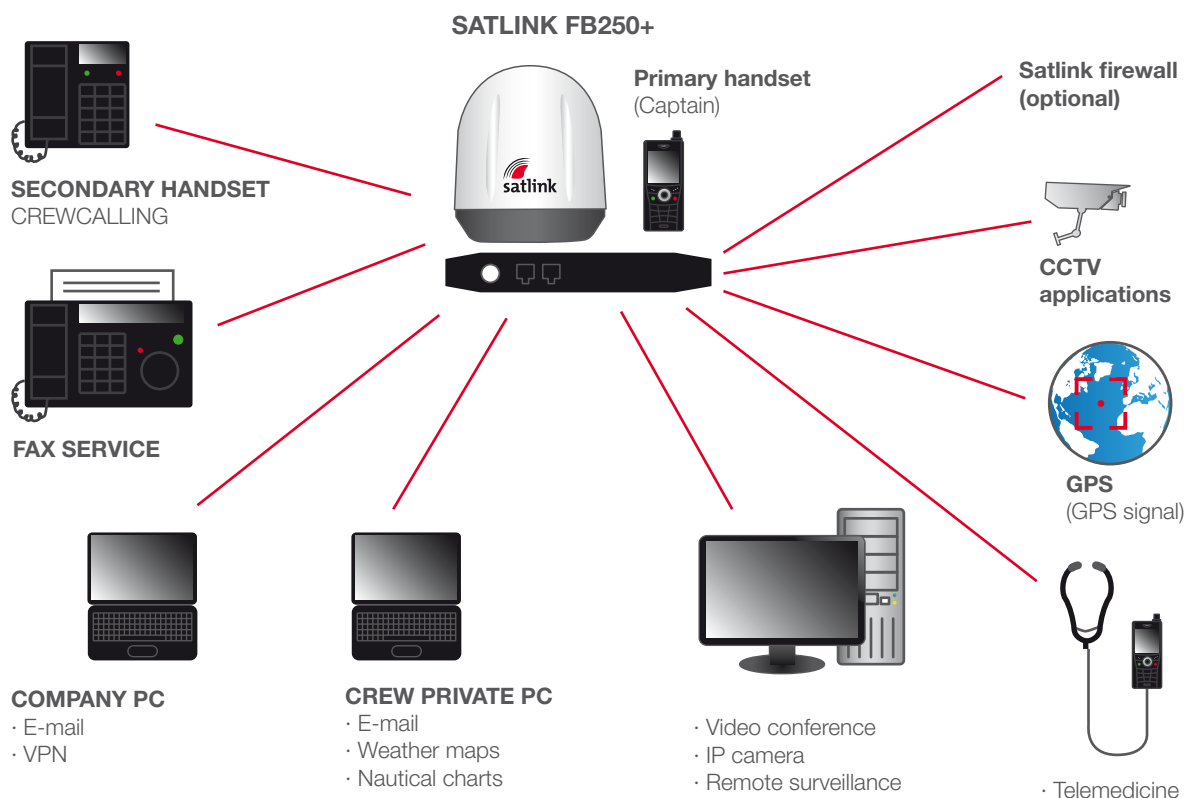 SATLINK FB250+
Primary handset
(Captain)
Satlink firewall
(optional)
satlink
SECONDARY HANDSET
CREWCALLING
CCTV
applications
FAX SERVICE
GPS
(GPS signal)
COMPANY PC
· E-mail
· VPN
CREW PRIVATE PC
· E-mail
· Weather maps
· Nautical charts
· Video conference
· IP camera
· Remote surveillance
· Telemedicine